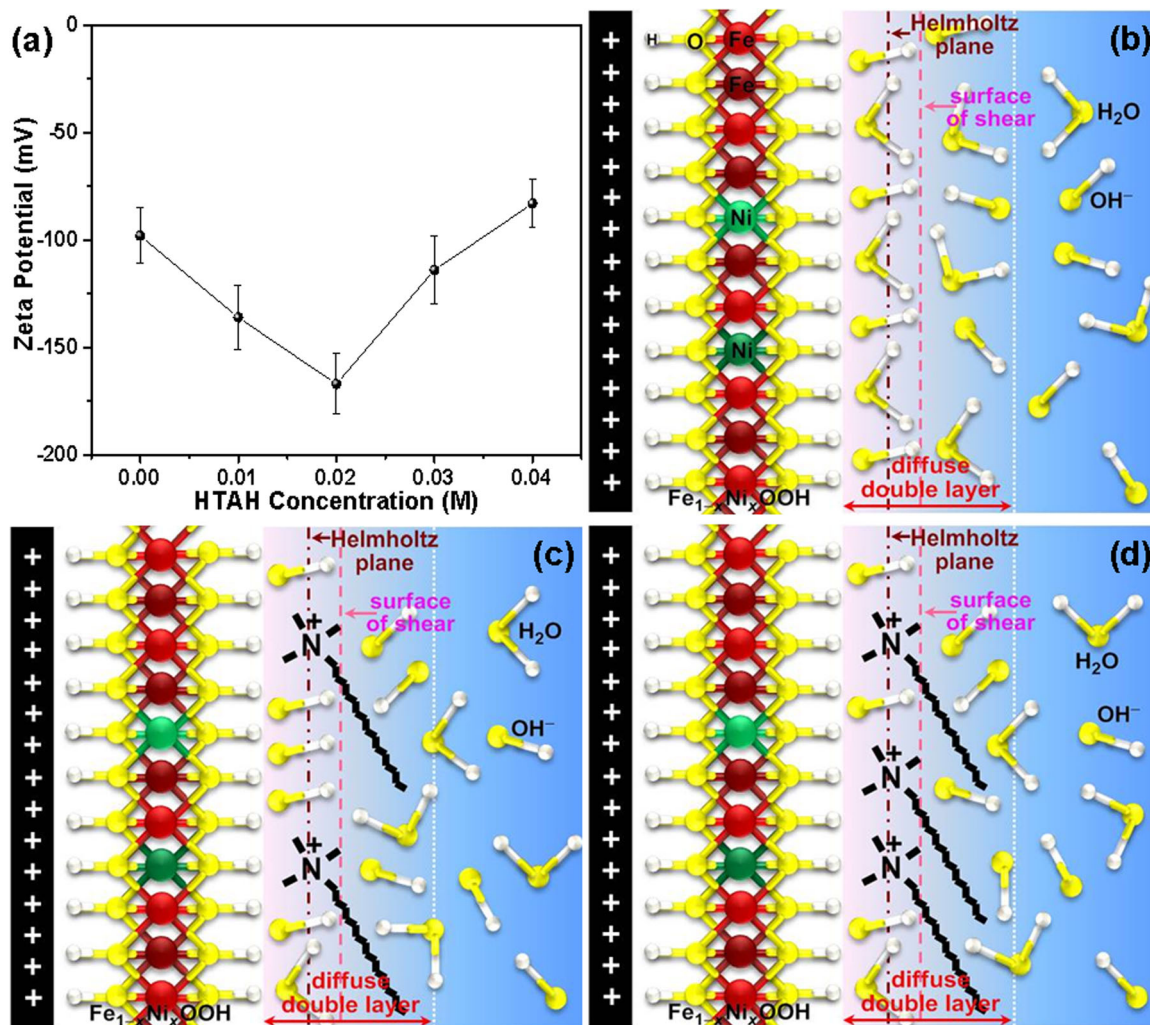 (a)
Zeta Potential (mV)
0
-50
-100
-150
-200
0.00 0.01 0.02 0.03 0.04
HTAH Concentration (M)
(b)
+
+
+
+
+
+
+
+
+
+
+
H O Fe
Fe
Ni
Ni
Helmholtz
plane
surface
of shear
H₂O
OH⁻
diffuse
double layer
Fe₁₋ₓNiₓOOH
(c)
+
+
+
+
+
+
+
+
+
+
+
Helmholtz
plane
surface
of shear
N⁺
H₂O
OH⁻
N⁺
diffuse
double layer
Fe₁₋ₓNiₓOOH
(d)
+
+
+
+
+
+
+
+
+
+
+
Helmholtz
plane
surface
of shear
N⁺
H₂O
OH⁻
N⁺
N⁺
diffuse
double layer
Fe₁₋ₓNiₓOOH